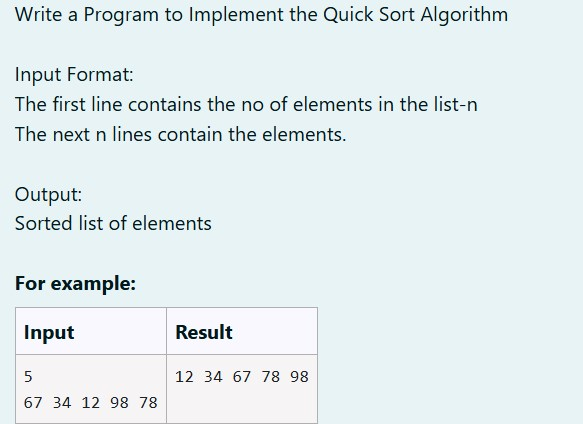 Write a Program to Implement the Quick Sort Algorithm
Input Format:
The first line contains the no of elements in the list-n
The next n lines contain the elements.
Output:
Sorted list of elements
For example:
Input Result
5 12 34 67 78 98
67 34 12 98 78